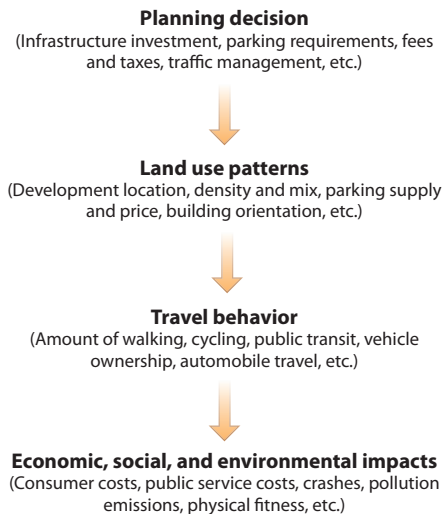 Planning decision
(Infrastructure investment, parking requirements, fees
and taxes, traffic management, etc.)
Land use patterns
(Development location, density and mix, parking supply
and price, building orientation, etc.)
Travel behavior
(Amount of walking, cycling, public transit, vehicle
ownership, automobile travel, etc.)
Economic, social, and environmental impacts
(Consumer costs, public service costs, crashes, pollution
emissions, physical fitness, etc.)